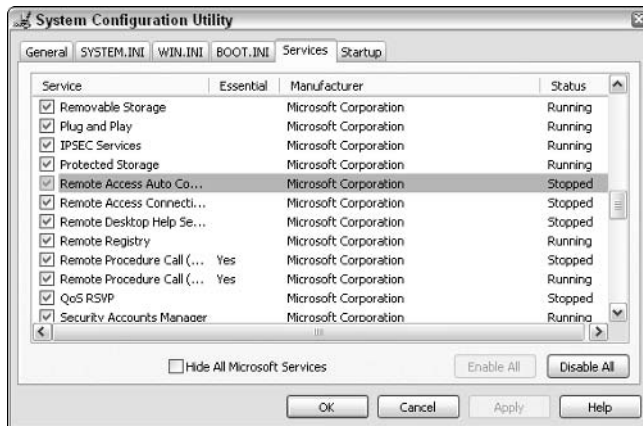 System Configuration Utility
General SYSTEM.INI WIN.INI BOOT.INI Services Startup
Service Essential Manufacturer Status
Removable Storage Microsoft Corporation Running
Plug and Play Microsoft Corporation Running
IPSEC Services Microsoft Corporation Running
Protected Storage Microsoft Corporation Running
Remote Access Auto Co... Microsoft Corporation Stopped
Remote Access Connecti... Microsoft Corporation Stopped
Remote Desktop Help Se... Microsoft Corporation Stopped
Remote Registry Microsoft Corporation Running
Remote Procedure Call (... Yes Microsoft Corporation Stopped
Remote Procedure Call (... Yes Microsoft Corporation Running
QoS RSVP Microsoft Corporation Stopped
Security Accounts Manager Microsoft Corporation Running
Hide All Microsoft Services Enable All Disable All
OK Cancel Apply Help